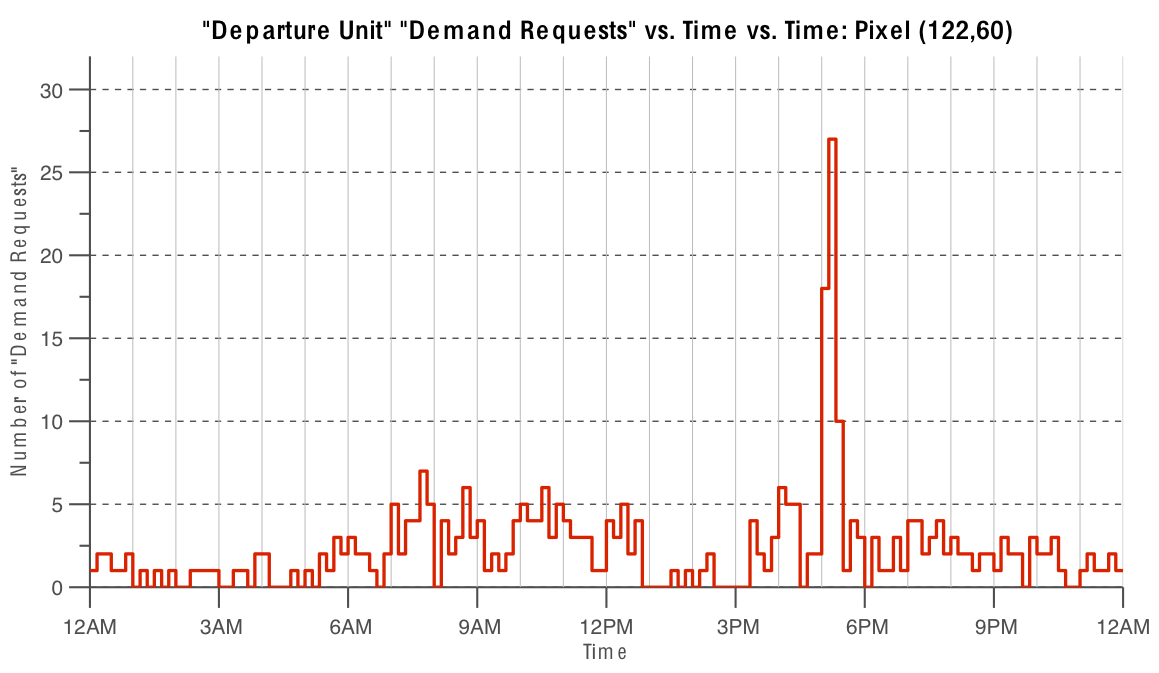 "Departure Unit" "Demand Requests" vs. Time vs. Time: Pixel (122,60)
Number of "Demand Requests"
30
25
20
15
10
5
0
12AM 3AM 6AM 9AM 12PM 3PM 6PM 9PM 12AM
Time